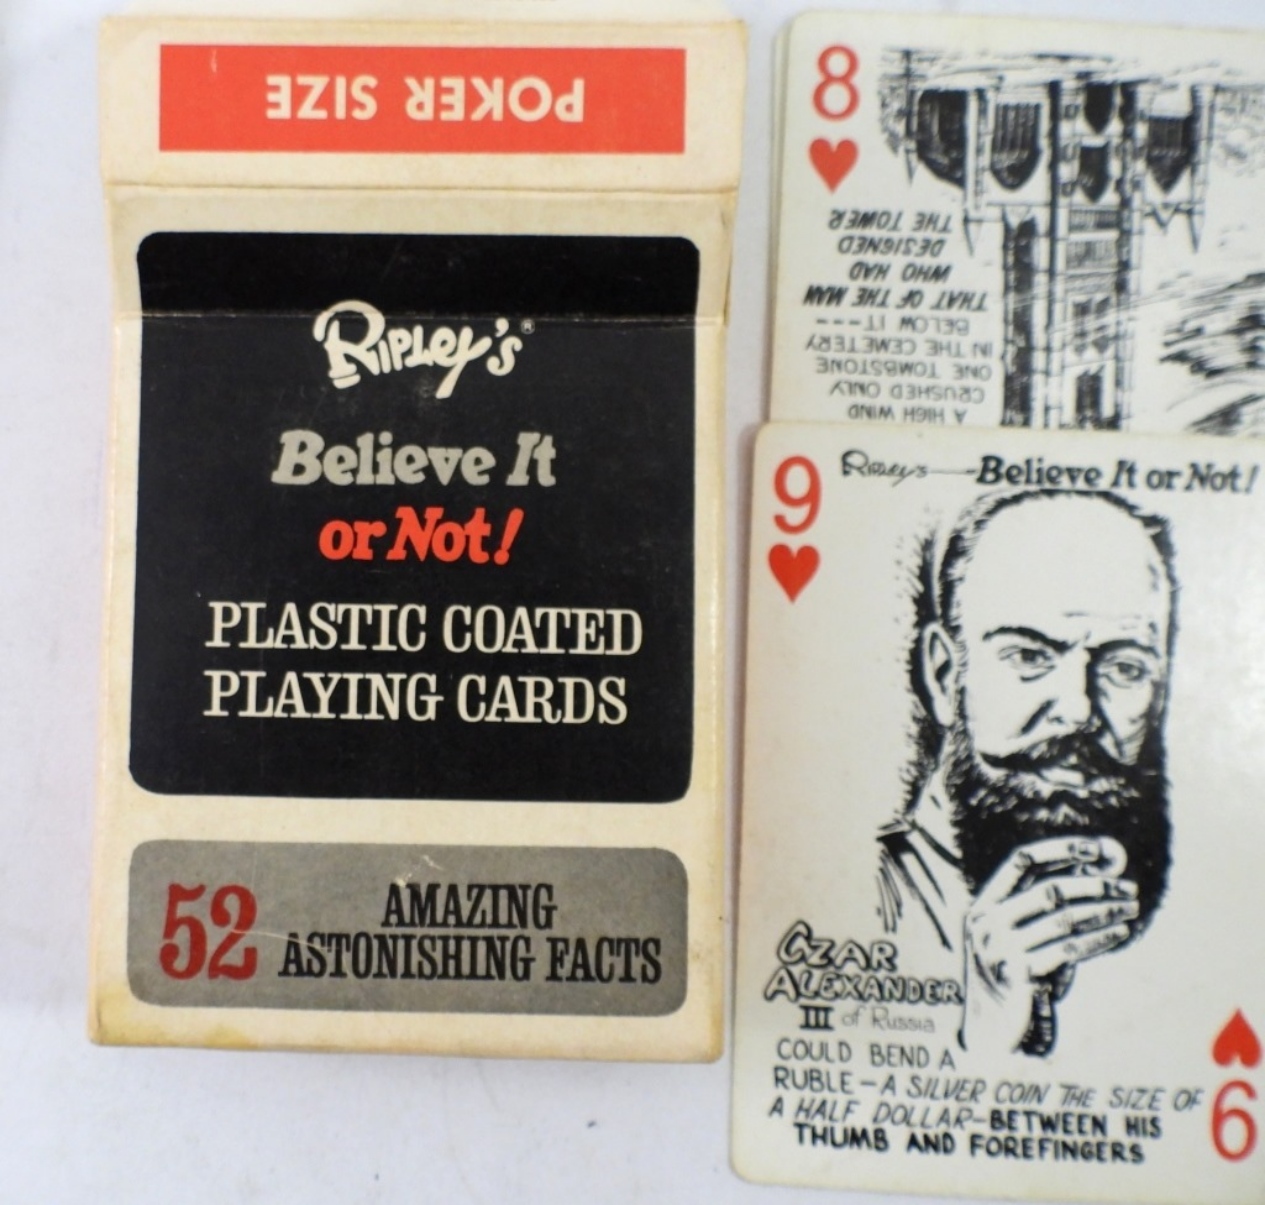 POKER SIZE
RIPLEY'S®
Believe It
or Not!
PLASTIC COATED
PLAYING CARDS
52
AMAZING
ASTONISHING FACTS
8
A HIGH WIND
CRUSHED ONLY
ONE TOMBSTONE
IN THE CEMETERY
BELOW IT---
THAT OF THE MAN
WHO HAD
DESIGNED
THE TOWER
9
Ripley's—Believe It or Not!
CZAR
ALEXANDER
III of Russia
COULD BEND A
RUBLE—A SILVER COIN THE SIZE OF
A HALF DOLLAR—BETWEEN HIS
THUMB AND FOREFINGERS
9